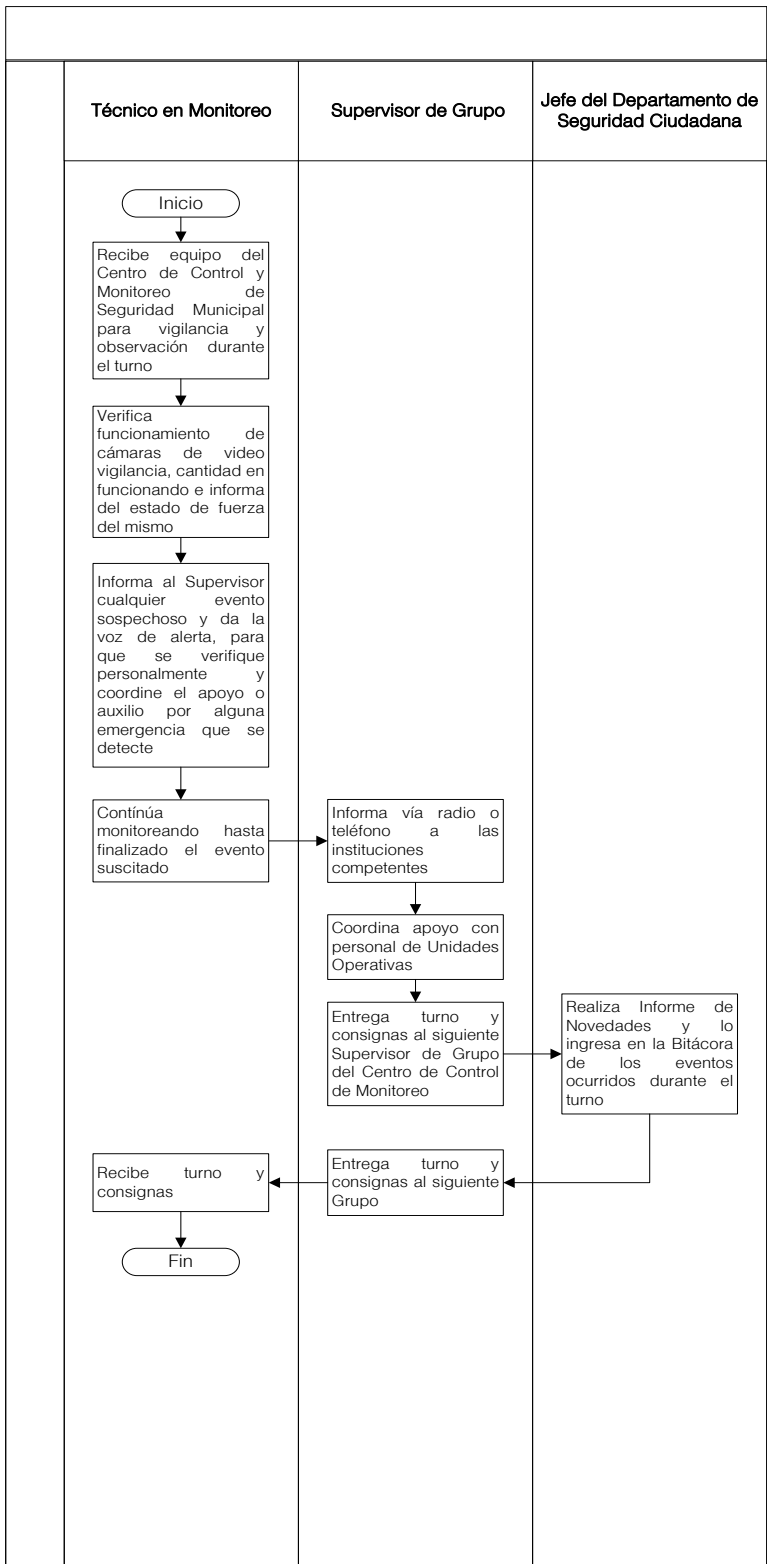 Técnico en Monitoreo
Supervisor de Grupo
Jefe del Departamento de
Seguridad Ciudadana
Inicio
Recibe equipo del
Centro de Control y
Monitoreo de
Seguridad Municipal
para vigilancia y
observación durante
el turno
Verifica
funcionamiento de
cámaras de video
vigilancia, cantidad en
funcionando e informa
del estado de fuerza
del mismo
Informa al Supervisor
cualquier evento
sospechoso y da la
voz de alerta, para
que se verifique
personalmente y
coordine el apoyo o
auxilio por alguna
emergencia que se
detecte
Contínúa
monitoreando hasta
finalizado el evento
suscitado
Informa vía radio o
teléfono a las
instituciones
competentes
Coordina apoyo con
personal de Unidades
Operativas
Entrega turno y
consignas al siguiente
Supervisor de Grupo
del Centro de Control
de Monitoreo
Realiza Informe de
Novedades y lo
ingresa en la Bitácora
de los eventos
ocurridos durante el
turno
Entrega turno y
consignas al siguiente
Grupo
Recibe turno y
consignas
Fin